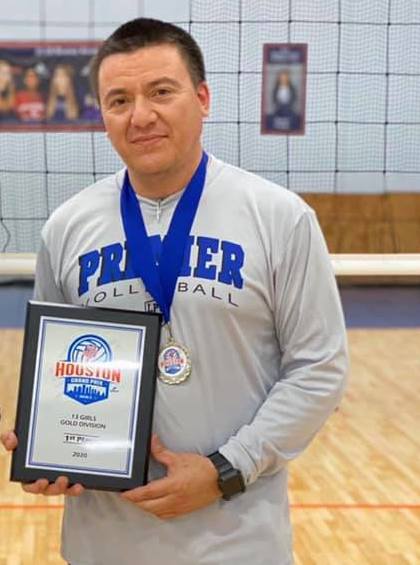 PREMIER
VOLLEYBALL
HOUSTON
GRAND PRIX
13 GIRLS
GOLD DIVISION
1ST PLACE
2020